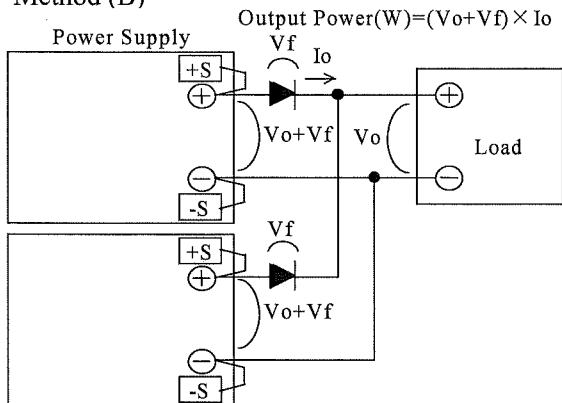 Method (B)
Output Power(W)=(Vo+Vf)×Io
Power Supply
Vf
Io
+S
+
Vo+Vf
Vo
+
Load
−
−
-S
Vf
+S
+
Vo+Vf
−
-S